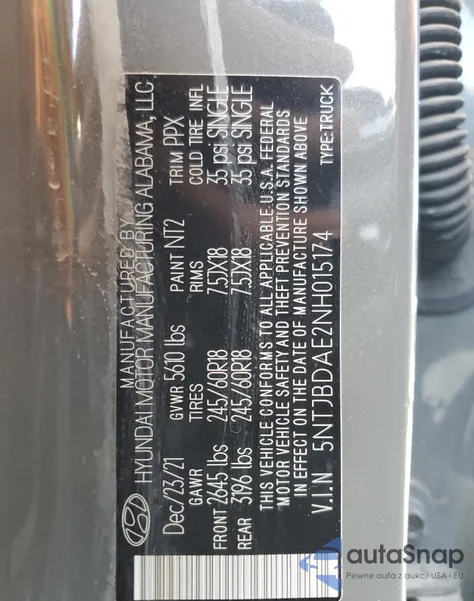 MANUFACTURED BY
HYUNDAI MOTOR MANUFACTURING ALABAMA, LLC
Dec/23/21 GVWR 5610 lbs PAINT NT2 TRIM PPX
GAWR TIRES RIMS COLD TIRE INFL
FRONT 2645 lbs 245/60R18 7.5JX18 35 psi SINGLE
REAR 3196 lbs 245/60R18 7.5JX18 35 psi SINGLE
THIS VEHICLE CONFORMS TO ALL APPLICABLE U.S.A. FEDERAL
MOTOR VEHICLE SAFETY AND THEFT PREVENTION STANDARDS
IN EFFECT ON THE DATE OF MANUFACTURE SHOWN ABOVE
V.I.N 5NTJBDAE2NH015174 TYPE:TRUCK
autoSnap
Pewne auta z aukcji USA i EU